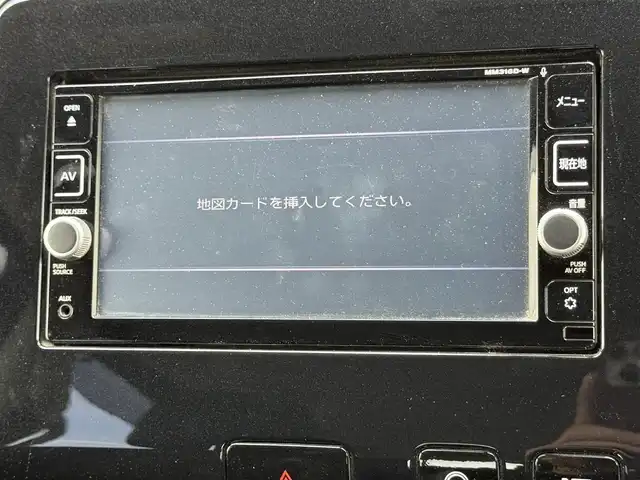 MM316D-W
OPEN
メニュー
AV
現在地
地図カードを挿入してください。
TRACK/SEEK
音量
PUSH
SOURCE
PUSH
AV OFF
AUX
OPT